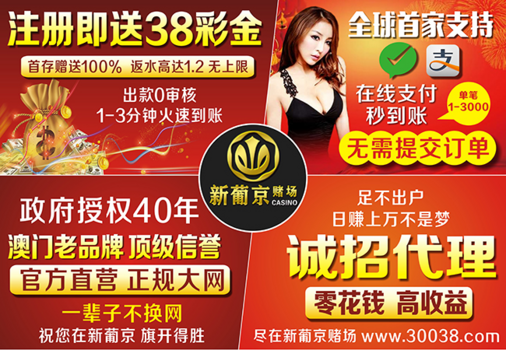 注册即送38彩金
首存赠送100% 返水高达1.2 无上限
出款0审核
1-3分钟火速到账
全球首家支持
支
在线支付
秒到账
单笔
1~3000
无需提交订单
新葡京赌场
CASINO
政府授权40年
澳门老品牌 顶级信誉
官方直营 正规大网
一辈子不换网
祝您在新葡京 旗开得胜
足不出户
日赚上万不是梦
诚招代理
零花钱 高收益
尽在新葡京赌场 www.30038.com